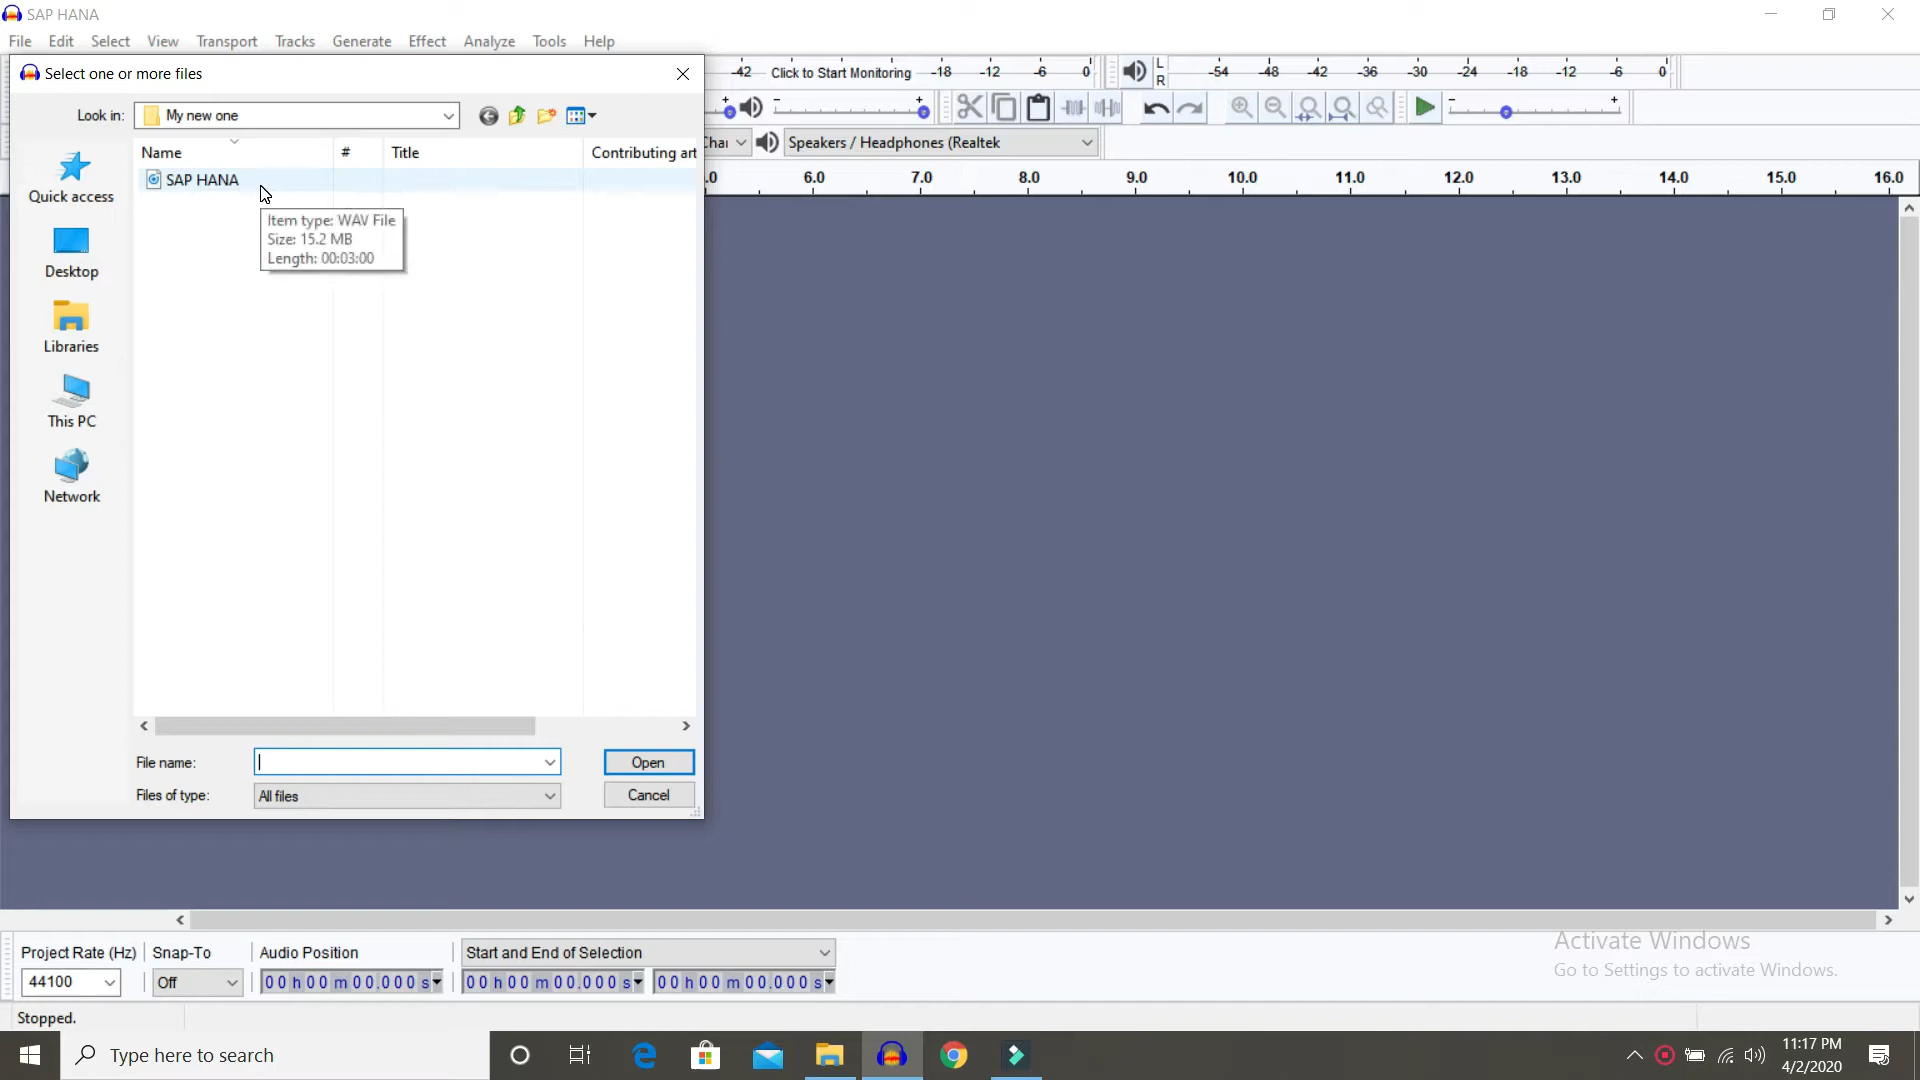 SAP HANA
File Edit Select View Transport Tracks Generate Effect Analyze Tools Help
Select one or more files
-42 Click to Start Monitoring -18 -12 -6 0
L
R
-54 -48 -42 -36 -30 -24 -18 -12 -6 0
Look in: My new one
Speakers / Headphones (Realtek
Name # Title Contributing art
.0 6.0 7.0 8.0 9.0 10.0 11.0 12.0 13.0 14.0 15.0 16.0
SAP HANA
Item type: WAV File
Size: 15.2 MB
Length: 00:03:00
Quick access
Desktop
Libraries
This PC
Network
File name:
Open
Files of type: All files
Cancel
Project Rate (Hz) Snap-To Audio Position Start and End of Selection
44100 Off 00 h 00 m 00.000 s 00 h 00 m 00.000 s 00 h 00 m 00.000 s
Activate Windows
Go to Settings to activate Windows.
Stopped.
Type here to search
11:17 PM
4/2/2020